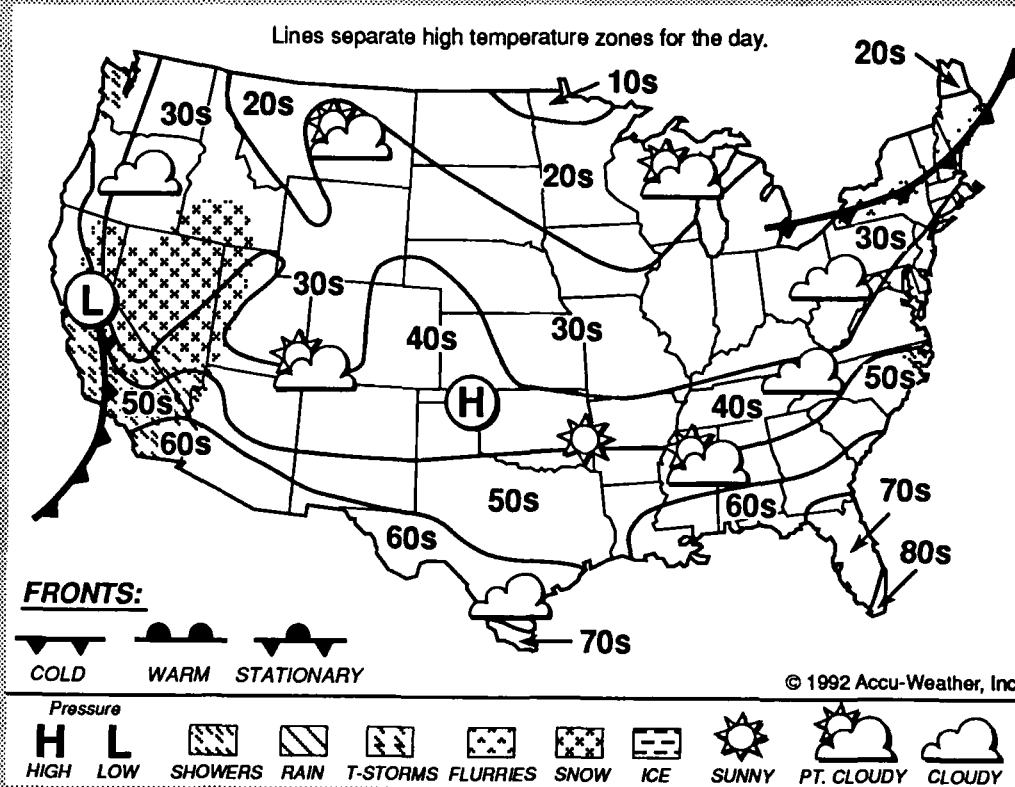 Lines separate high temperature zones for the day.
20s
10s
20s
30s
20s
30s
30s
40s
30s
50s
40s
50s
60s
50s
60s
70s
60s
80s
70s
FRONTS:
COLD WARM STATIONARY
© 1992 Accu-Weather, Inc
Pressure
H L
HIGH LOW SHOWERS RAIN T-STORMS FLURRIES SNOW ICE SUNNY PT. CLOUDY CLOUDY
L
H